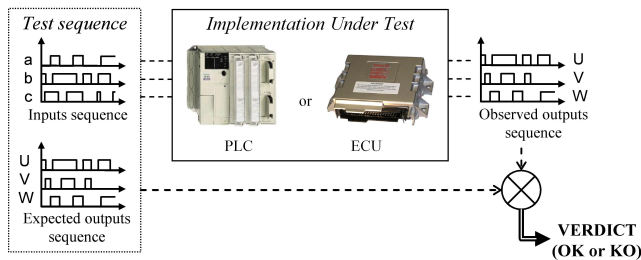 Test sequence
a
b
c
Inputs sequence
U
V
W
Expected outputs
sequence
Implementation Under Test
or
PLC
ECU
U
V
W
Observed outputs
sequence
VERDICT
(OK or KO)